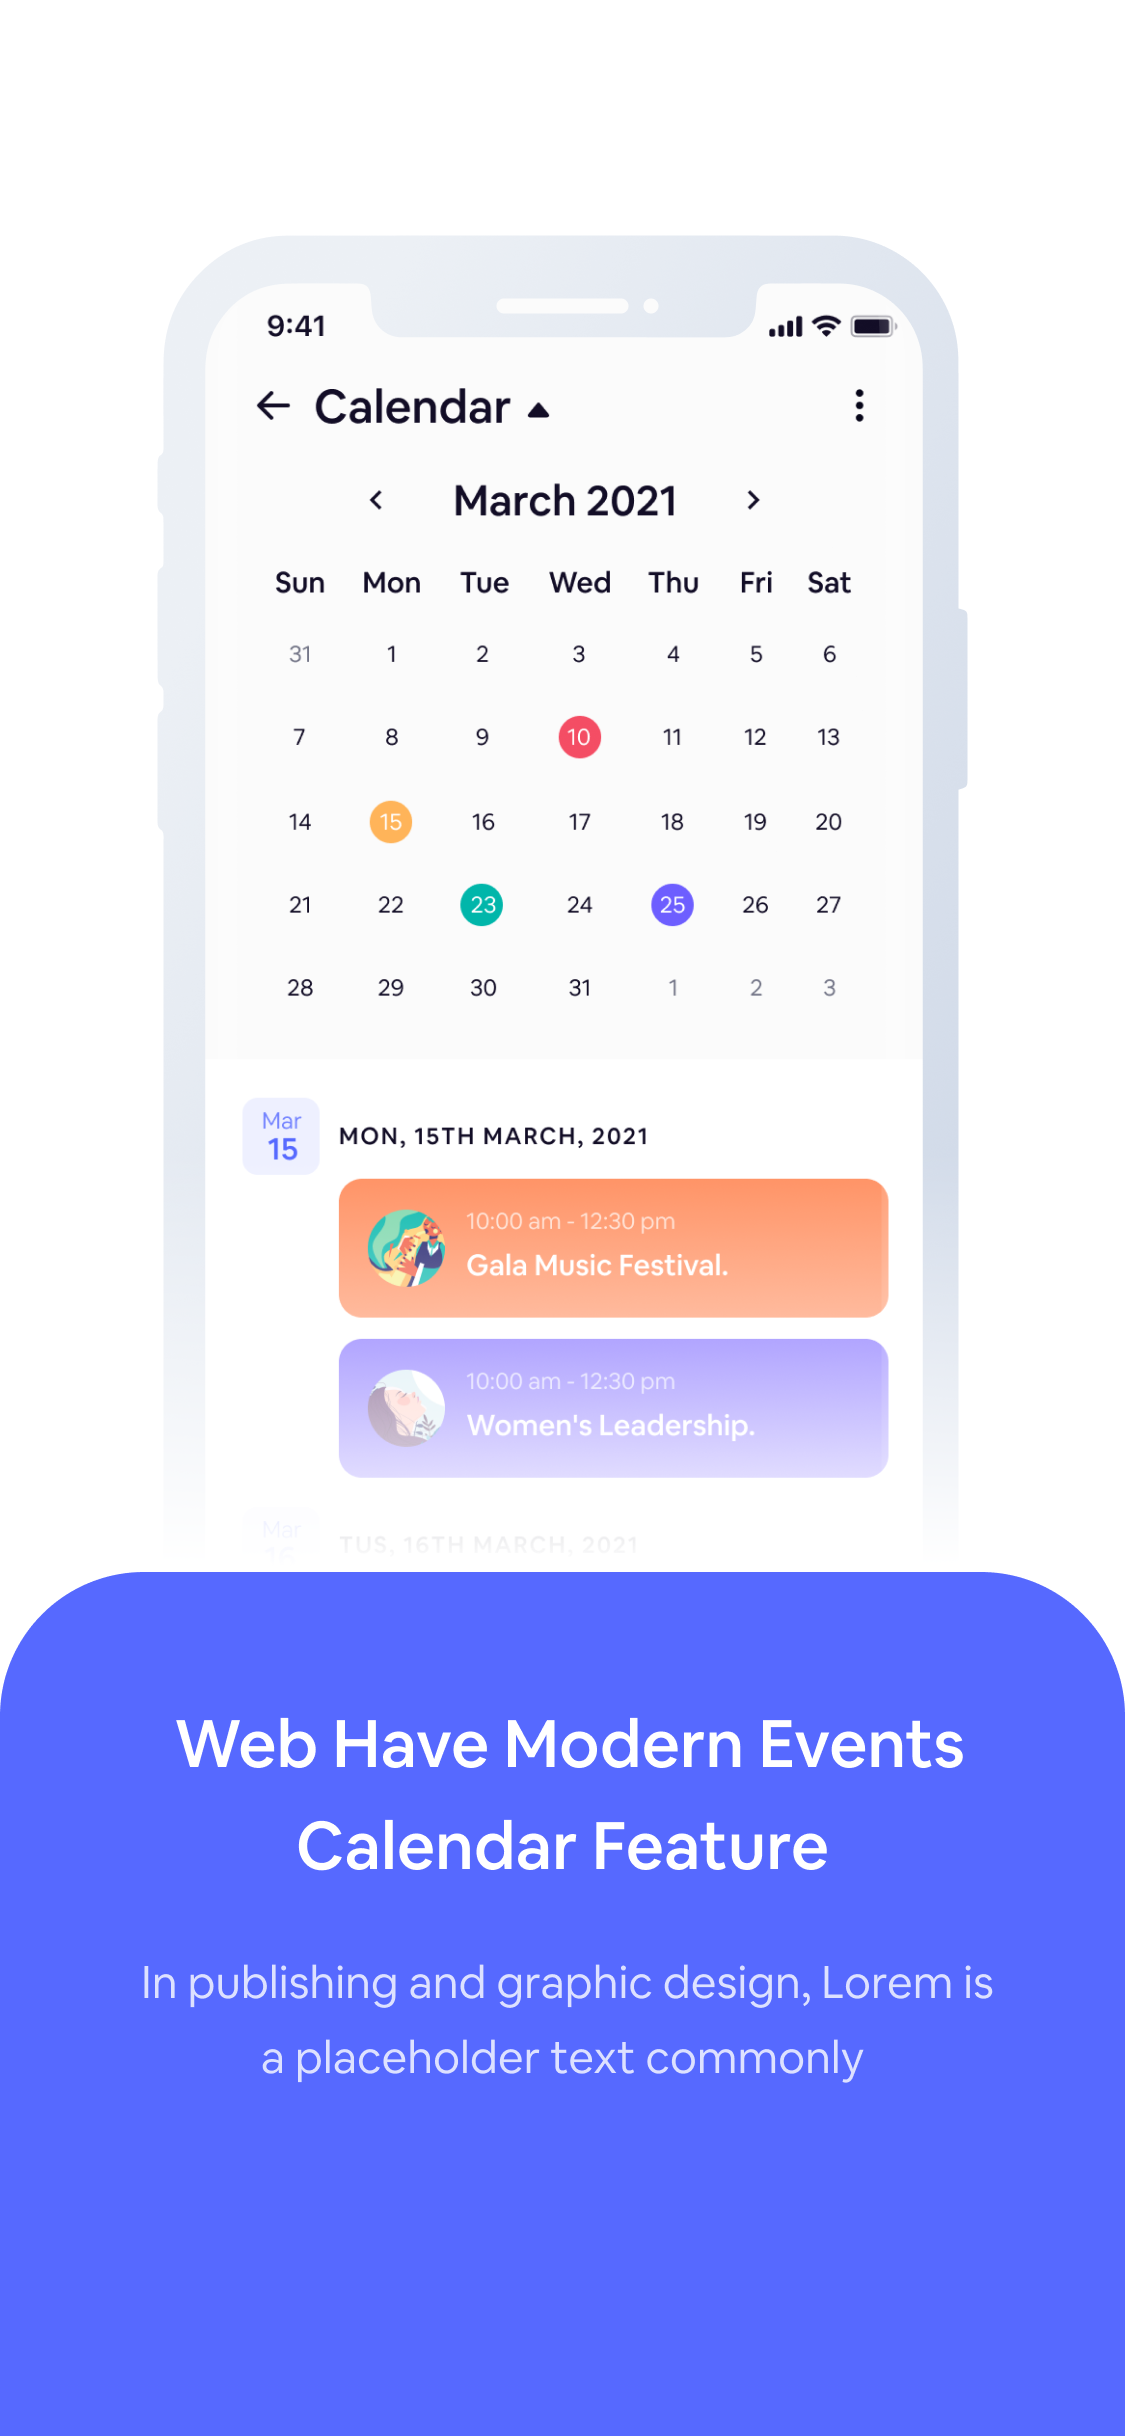 9:41
Calendar
March 2021
Sun Mon Tue Wed Thu Fri Sat
31 1 2 3 4 5 6
7 8 9 10 11 12 13
14 15 16 17 18 19 20
21 22 23 24 25 26 27
28 29 30 31 1 2 3
Mar
15
MON, 15TH MARCH, 2021
10:00 am - 12:30 pm
Gala Music Festival.
10:00 am - 12:30 pm
Women's Leadership.
Mar
16
TUS, 16TH MARCH, 2021
Web Have Modern Events
Calendar Feature
In publishing and graphic design, Lorem is
a placeholder text commonly